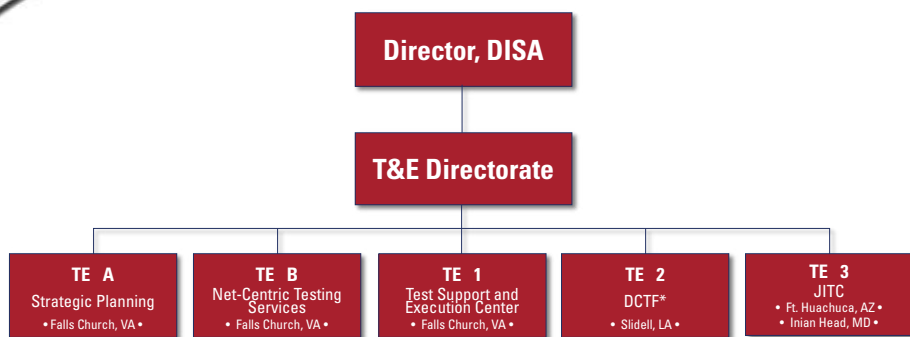 Director, DISA
T&E Directorate
TE A
Strategic Planning
• Falls Church, VA •
TE B
Net-Centric Testing
Services
• Falls Church, VA •
TE 1
Test Support and
Execution Center
• Falls Church, VA •
TE 2
DCTF*
• Slidell, LA •
TE 3
JITC
• Ft. Huachuca, AZ •
• Inian Head, MD •